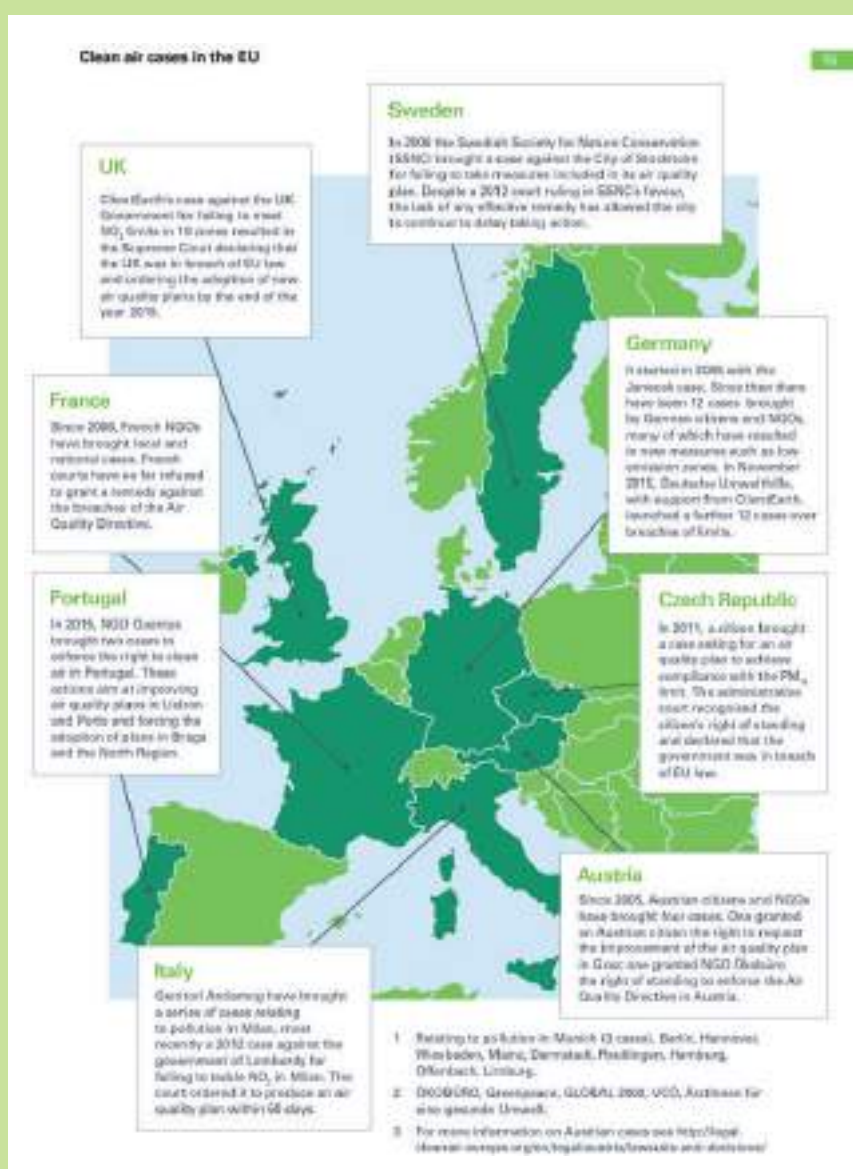 Clean air cases in the EU
Sweden
In 2006 the Swedish Society for Nature Conservation
(SSNC) brought a case against the City of Stockholm
for failing to take measures included in its air quality
plan. Despite a 2012 court ruling in SSNC's favour,
the lack of any effective remedy has allowed the city
to continue to delay taking action.
UK
ClientEarth's case against the UK
Government for failing to meet
NO₂ limits in 16 zones resulted in
the Supreme Court declaring that
the UK was in breach of EU law
and ordering the adoption of new
air quality plans by the end of the
year 2015.
Germany
It started in 2005 with the
Janecek case. Since then there
have been 12 cases brought
by German citizens and NGOs,
many of which have resulted
in new measures such as low
emission zones. In November
2015, Deutsche Umwelthilfe,
with support from ClientEarth,
launched a further 12 cases over
breaches of limits.
France
Since 2008, French NGOs
have brought local and
national cases. French
courts have so far refused
to grant a remedy against
the breaches of the Air
Quality Directive.
Portugal
In 2015, NGO Quercus
brought two cases to
enforce the right to clean
air in Portugal. These
actions aim at improving
air quality plans in Lisbon
and Porto and forcing the
adoption of plans in Braga
and the North Region.
Czech Republic
In 2011, a citizen brought
a case asking for an air
quality plan to achieve
compliance with the PM
limit. The administrative
court recognised the
citizen's right of standing
and declared that the
government was in breach
of EU law.
Austria
Since 2005, Austrian citizens and NGOs
have brought four cases. One granted
an Austrian citizen the right to request
the improvement of the air quality plan
in Graz; one granted NGO Ökobüro
the right of standing to enforce the Air
Quality Directive in Austria.
Italy
Genitori Antismog have brought
a series of cases relating
to pollution in Milan, most
recently a 2012 case against the
government of Lombardy for
failing to tackle NO₂ in Milan. The
court ordered it to produce an air
quality plan within 60 days.
1 Relating to pollution in Munich (3 cases), Berlin, Hannover,
Wiesbaden, Mainz, Darmstadt, Reutlingen, Hamburg,
Offenbach, Limburg.
2 ÖKOBÜRO, Greenpeace, GLOBAL 2000, VCÖ, ÄrztInnen für
eine gesunde Umwelt.
3 For more information on Austrian cases see